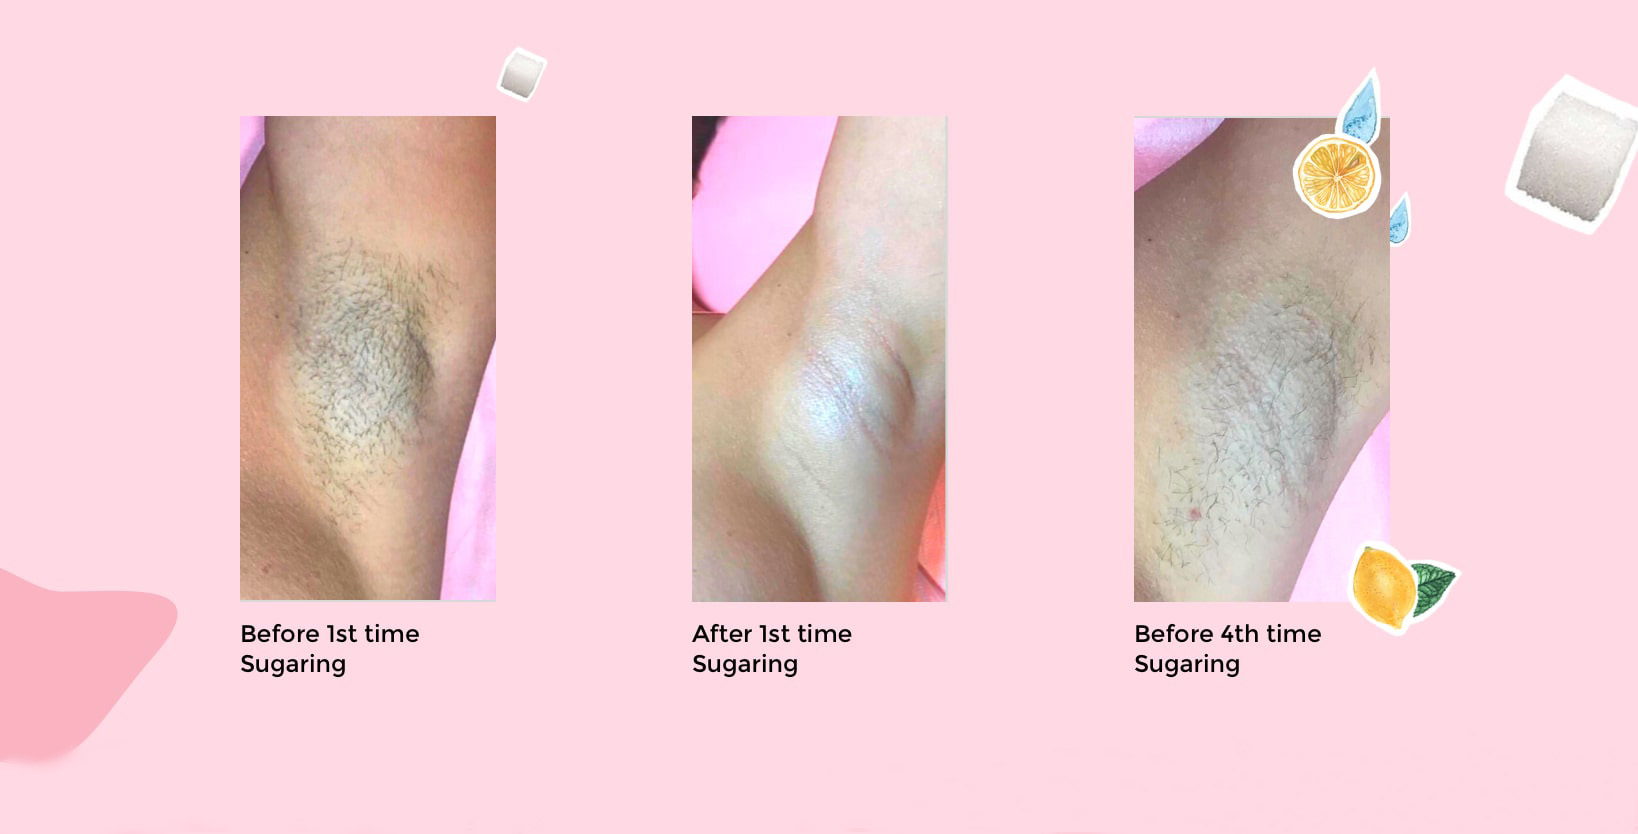 Before 1st time
Sugaring
After 1st time
Sugaring
Before 4th time
Sugaring